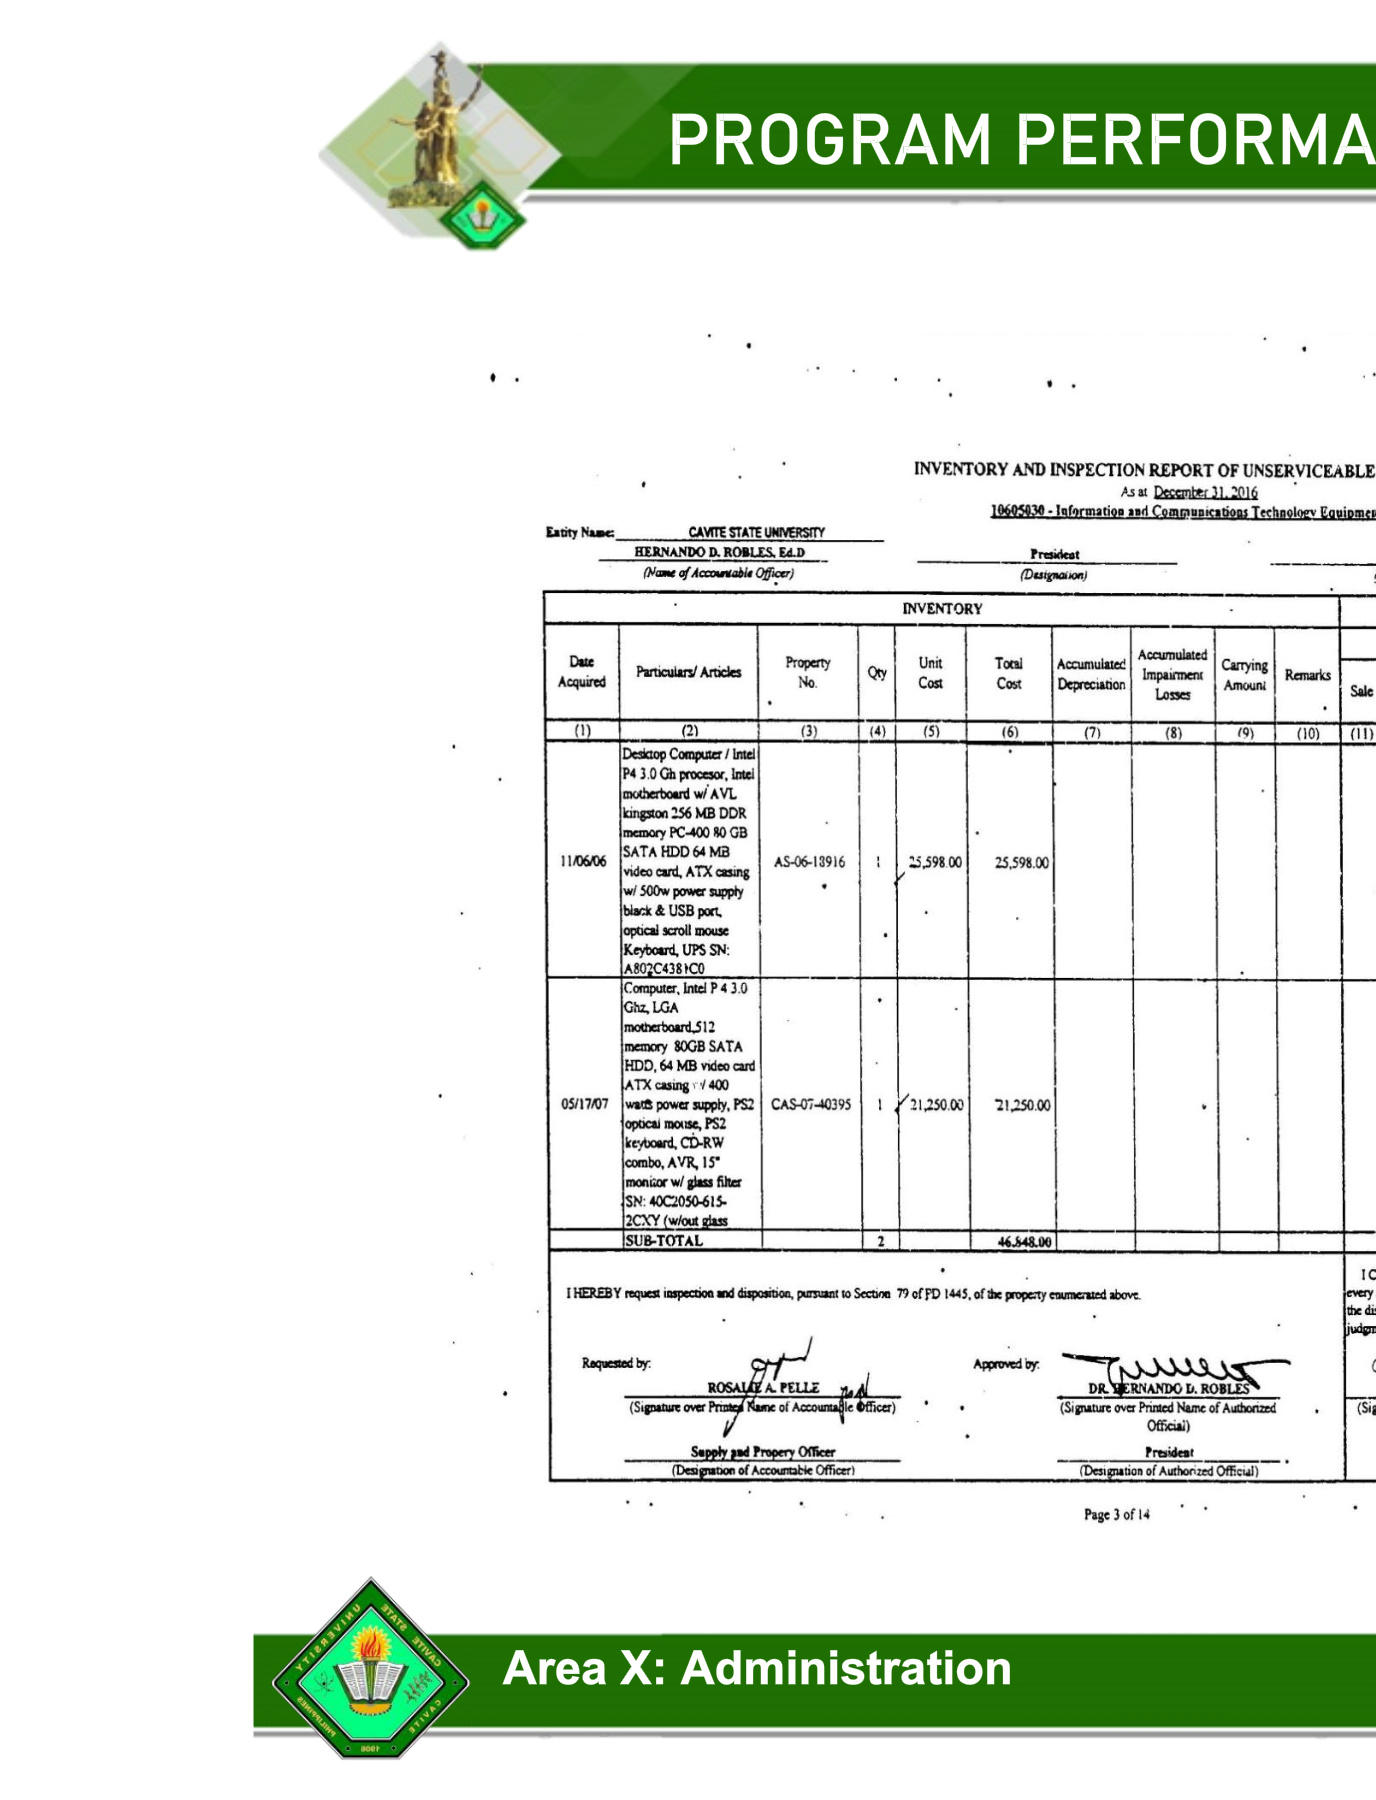 PROGRAM PERFORMA
INVENTORY AND INSPECTION REPORT OF UNSERVICEABLE
As at December 31, 2016
10605030 - Information and Communications Technology Equipmen
Entity Name: CAVITE STATE UNIVERSITY
HERNANDO D. ROBLES, Ed.D President
(Name of Accountable Officer) (Designation)
INVENTORY
Date Acquired Particulars/ Articles Property No. Qty Unit Cost Total Cost Accumulated Depreciation Accumulated Impairment Losses Carrying Amount Remarks Sale
(1) (2) (3) (4) (5) (6) (7) (8) (9) (10) (11)
Desktop Computer / Intel
P4 3.0 Gh procesor, Intel
motherboard w/ AVL
kingston 256 MB DDR
memory PC-400 80 GB
SATA HDD 64 MB
11/06/06 video card, ATX casing AS-06-18916 1 25,598.00 25,598.00
w/ 500w power supply
black & USB port,
optical scroll mouse
Keyboard, UPS SN:
A802C4381C0
Computer, Intel P 4 3.0
Ghz, LGA
motherboard,512
memory 80GB SATA
HDD, 64 MB video card
ATX casing w/ 400
05/17/07 watts power supply, PS2 CAS-07-40395 1 21,250.00 21,250.00
optical mouse, PS2
keyboard, CD-RW
combo, AVR, 15"
monitor w/ glass filter
SN: 40C2050-615-
2CXY (w/out glass
SUB-TOTAL 2 46,848.00
I HEREBY request inspection and disposition, pursuant to Section 79 of PD 1445, of the property enumerated above.
I C
every
the dis
judgm
Requested by: Approved by:
ROSALIE A. PELLE DR. HERNANDO D. ROBLES
(Signature over Printed Name of Accountable Officer) (Signature over Printed Name of Authorized Official) (Sig
Supply and Propery Officer President
(Designation of Accountable Officer) (Designation of Authorized Official)
Page 3 of 14
CAVITE STATE UNIVERSITY
CAVITE
PHILIPPINES
1906
Area X: Administration